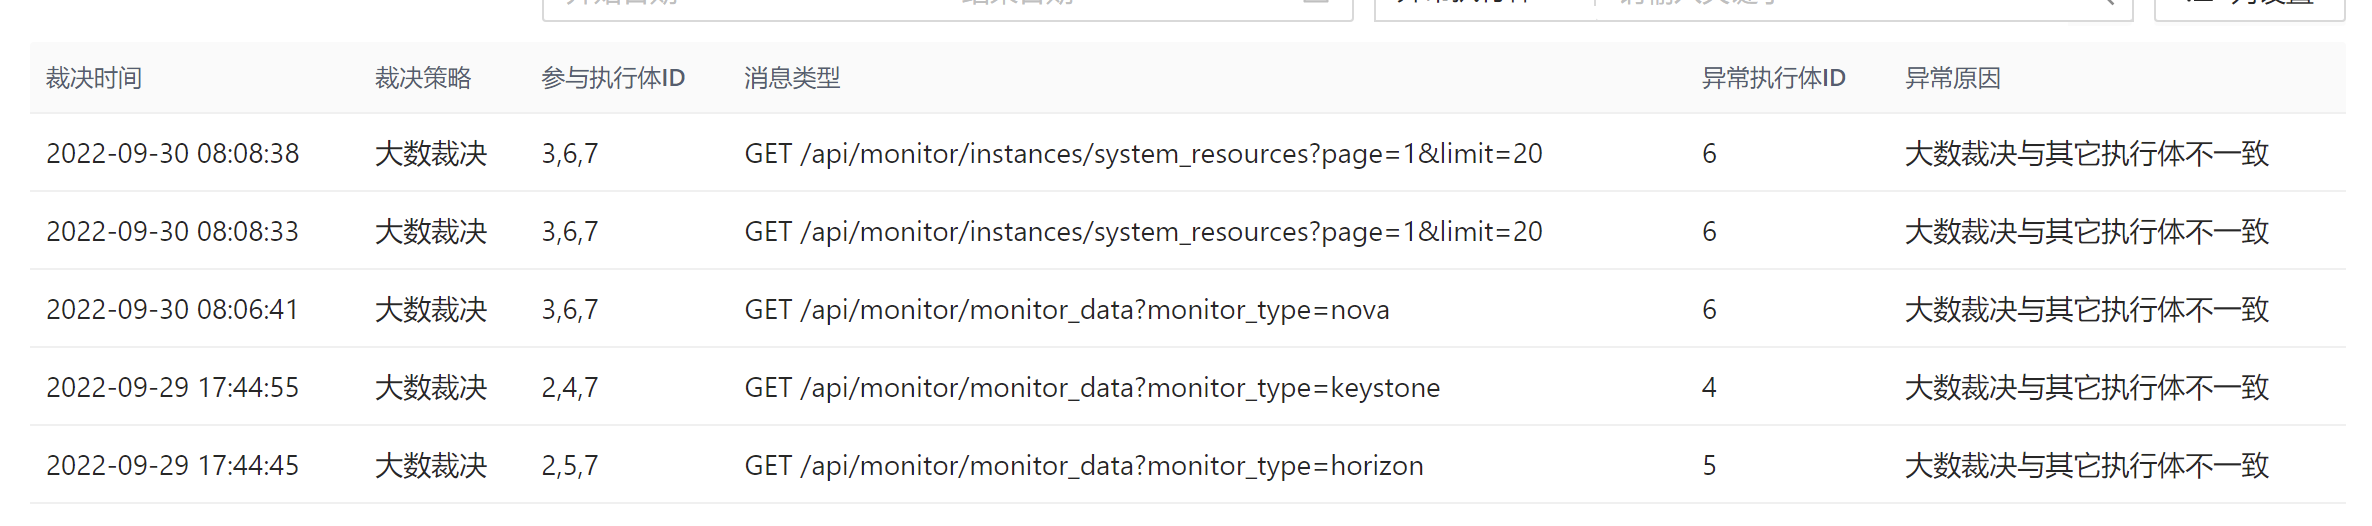 裁决时间 裁决策略 参与执行体ID 消息类型 异常执行体ID 异常原因
2022-09-30 08:08:38 大数裁决 3,6,7 GET /api/monitor/instances/system_resources?page=1&limit=20 6 大数裁决与其它执行体不一致
2022-09-30 08:08:33 大数裁决 3,6,7 GET /api/monitor/instances/system_resources?page=1&limit=20 6 大数裁决与其它执行体不一致
2022-09-30 08:06:41 大数裁决 3,6,7 GET /api/monitor/monitor_data?monitor_type=nova 6 大数裁决与其它执行体不一致
2022-09-29 17:44:55 大数裁决 2,4,7 GET /api/monitor/monitor_data?monitor_type=keystone 4 大数裁决与其它执行体不一致
2022-09-29 17:44:45 大数裁决 2,5,7 GET /api/monitor/monitor_data?monitor_type=horizon 5 大数裁决与其它执行体不一致